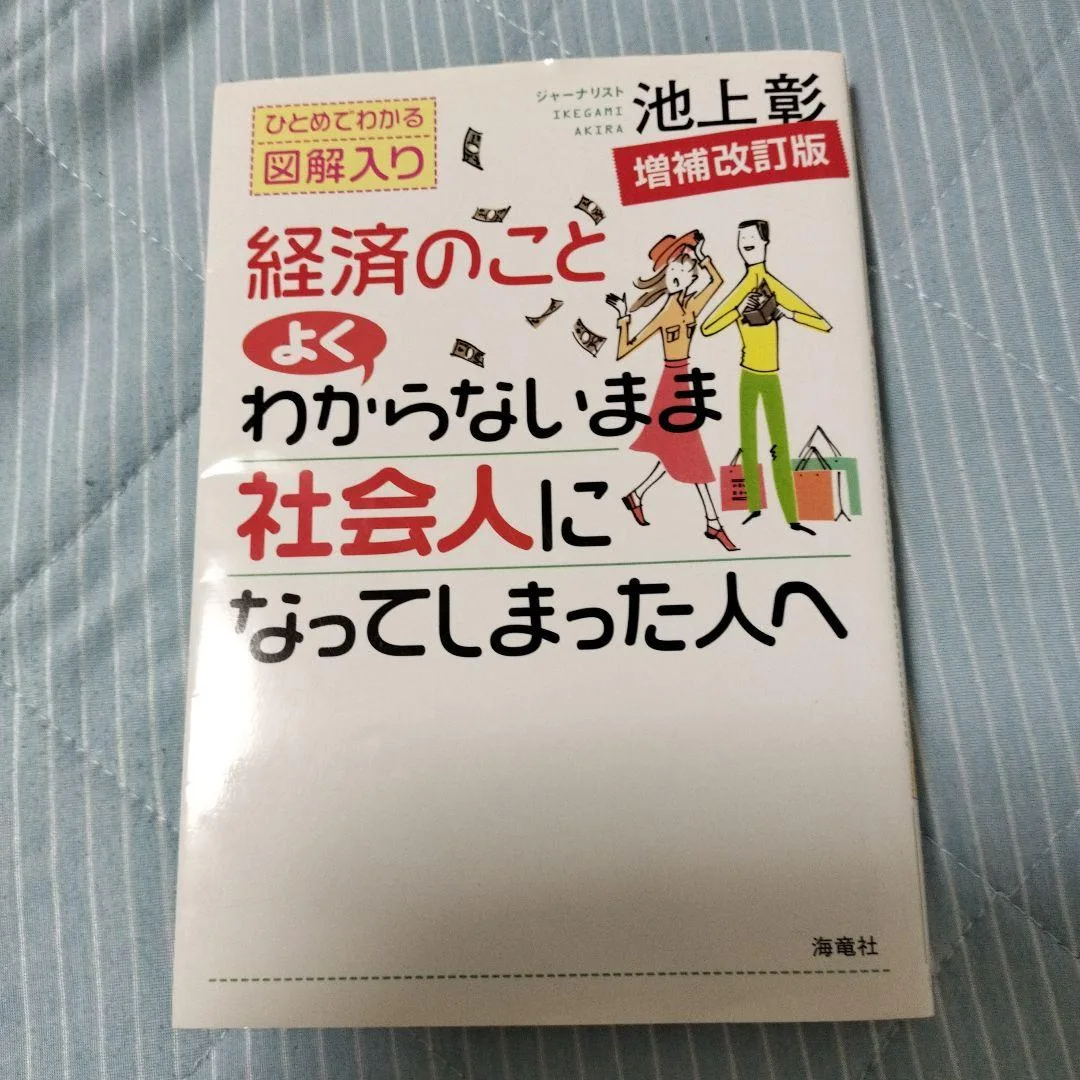 ひとめでわかる
図解入り
ジャーナリスト
IKEGAMI
AKIRA
池上彰
増補改訂版
経済のこと
よく
わからないまま
社会人に
なってしまった人へ
海竜社